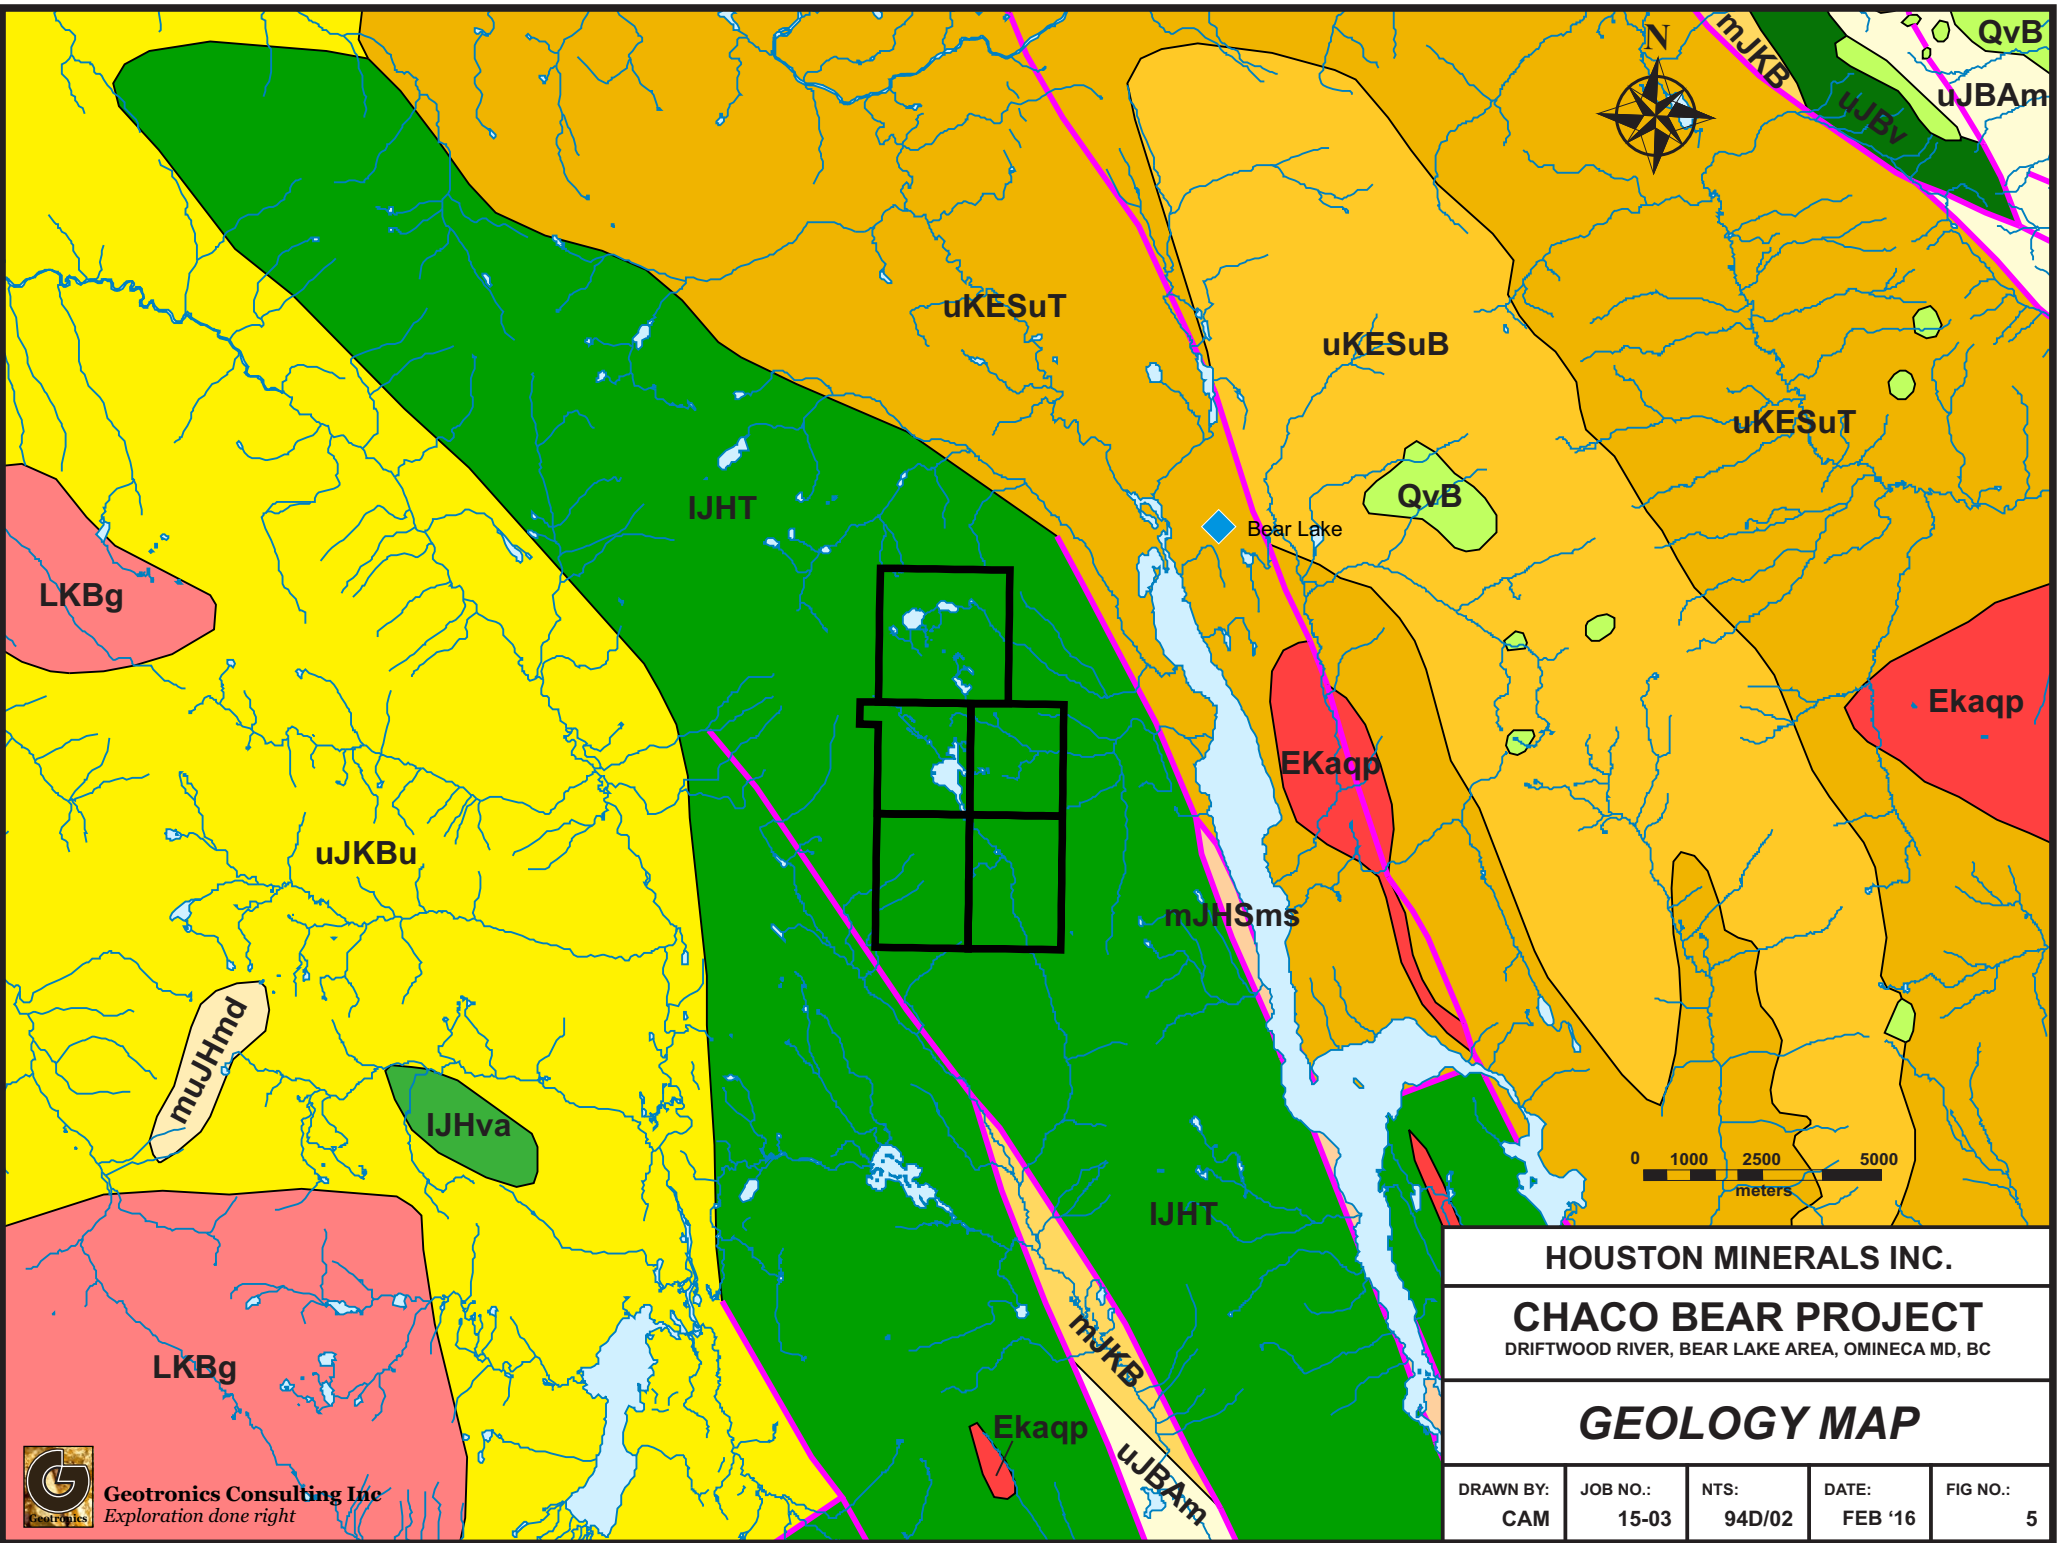 QvB
N
mJKB
uJBAm
uJBv
uKESuT
uKESuB
uKESuT
QvB
lJHT
Bear Lake
LKBg
Ekaqp
EKaqp
uJKBu
mJHSms
muJHmd
lJHva
0 1000 2500 5000
meters
lJHT
mJKB
LKBg
Ekaqp
uJBAm
HOUSTON MINERALS INC.
CHACO BEAR PROJECT
DRIFTWOOD RIVER, BEAR LAKE AREA, OMINECA MD, BC
GEOLOGY MAP
DRAWN BY: JOB NO.: NTS: DATE: FIG NO.:
CAM 15-03 94D/02 FEB '16 5
Geotronics Consulting Inc
Exploration done right
Geotronics